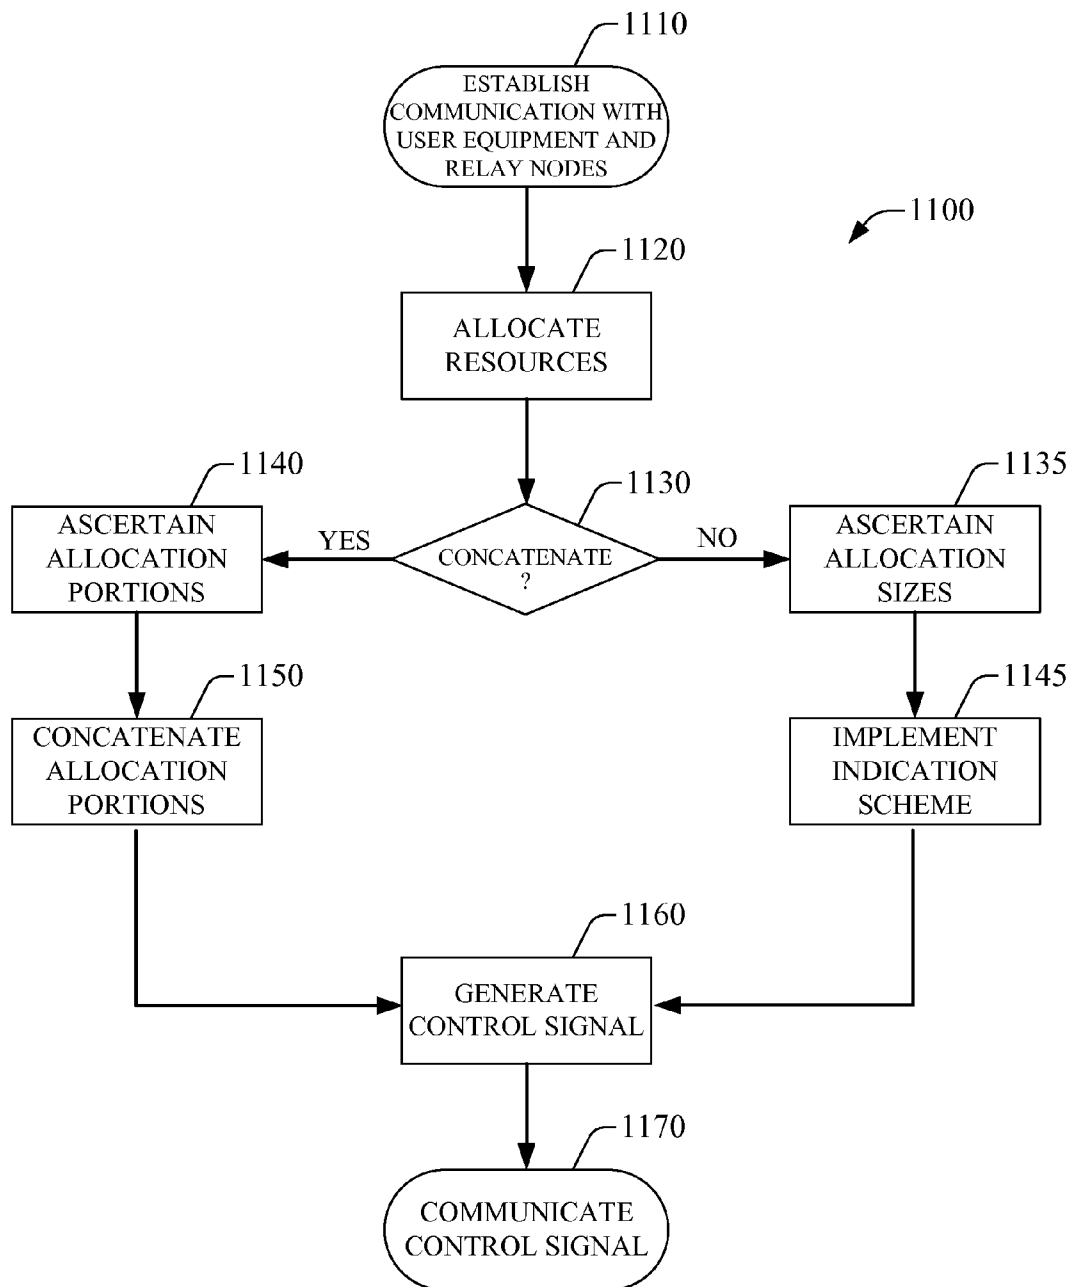 1110
ESTABLISH
COMMUNICATION WITH
USER EQUIPMENT AND
RELAY NODES
1100
1120
ALLOCATE
RESOURCES
1140
ASCERTAIN
ALLOCATION
PORTIONS
YES
1130
CONCATENATE
?
NO
1135
ASCERTAIN
ALLOCATION
SIZES
1150
CONCATENATE
ALLOCATION
PORTIONS
1145
IMPLEMENT
INDICATION
SCHEME
1160
GENERATE
CONTROL SIGNAL
1170
COMMUNICATE
CONTROL SIGNAL